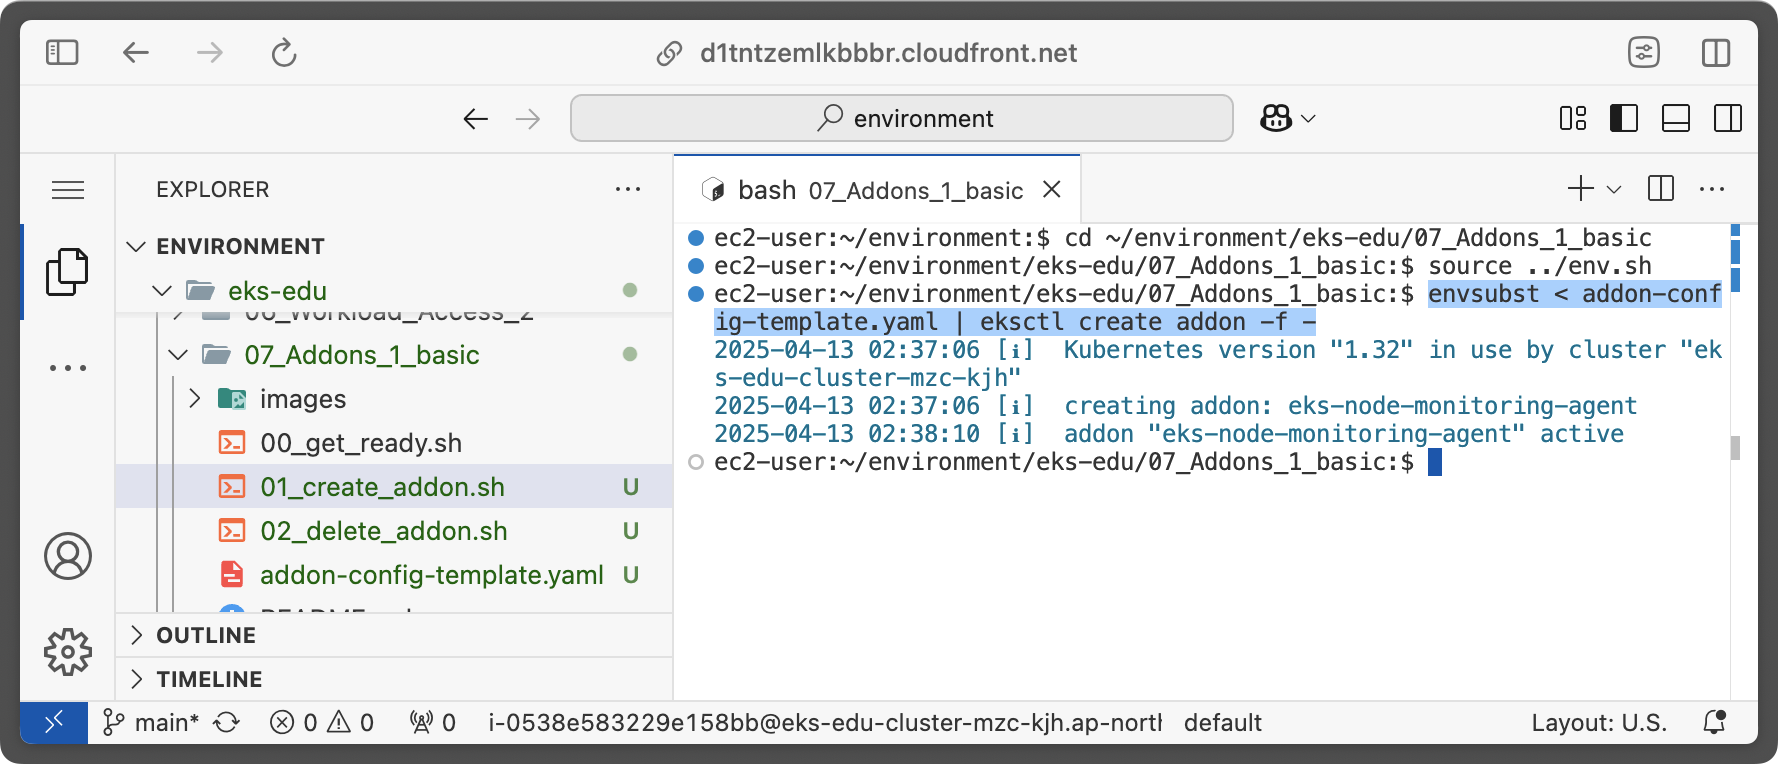 d1tntzemlkbbbr.cloudfront.net
environment
EXPLORER
ENVIRONMENT
eks-edu
06_Workload_Access_2
07_Addons_1_basic
images
00_get_ready.sh
01_create_addon.sh U
02_delete_addon.sh U
addon-config-template.yaml U
OUTLINE
TIMELINE
bash 07_Addons_1_basic
ec2-user:~/environment:$ cd ~/environment/eks-edu/07_Addons_1_basic
ec2-user:~/environment/eks-edu/07_Addons_1_basic:$ source ../env.sh
ec2-user:~/environment/eks-edu/07_Addons_1_basic:$ envsubst < addon-conf
ig-template.yaml | eksctl create addon -f -
2025-04-13 02:37:06 [ℹ]  Kubernetes version "1.32" in use by cluster "ek
s-edu-cluster-mzc-kjh"
2025-04-13 02:37:06 [ℹ]  creating addon: eks-node-monitoring-agent
2025-04-13 02:38:10 [ℹ]  addon "eks-node-monitoring-agent" active
ec2-user:~/environment/eks-edu/07_Addons_1_basic:$
main* 0 0 0 i-0538e583229e158bb@eks-edu-cluster-mzc-kjh.ap-north default Layout: U.S.